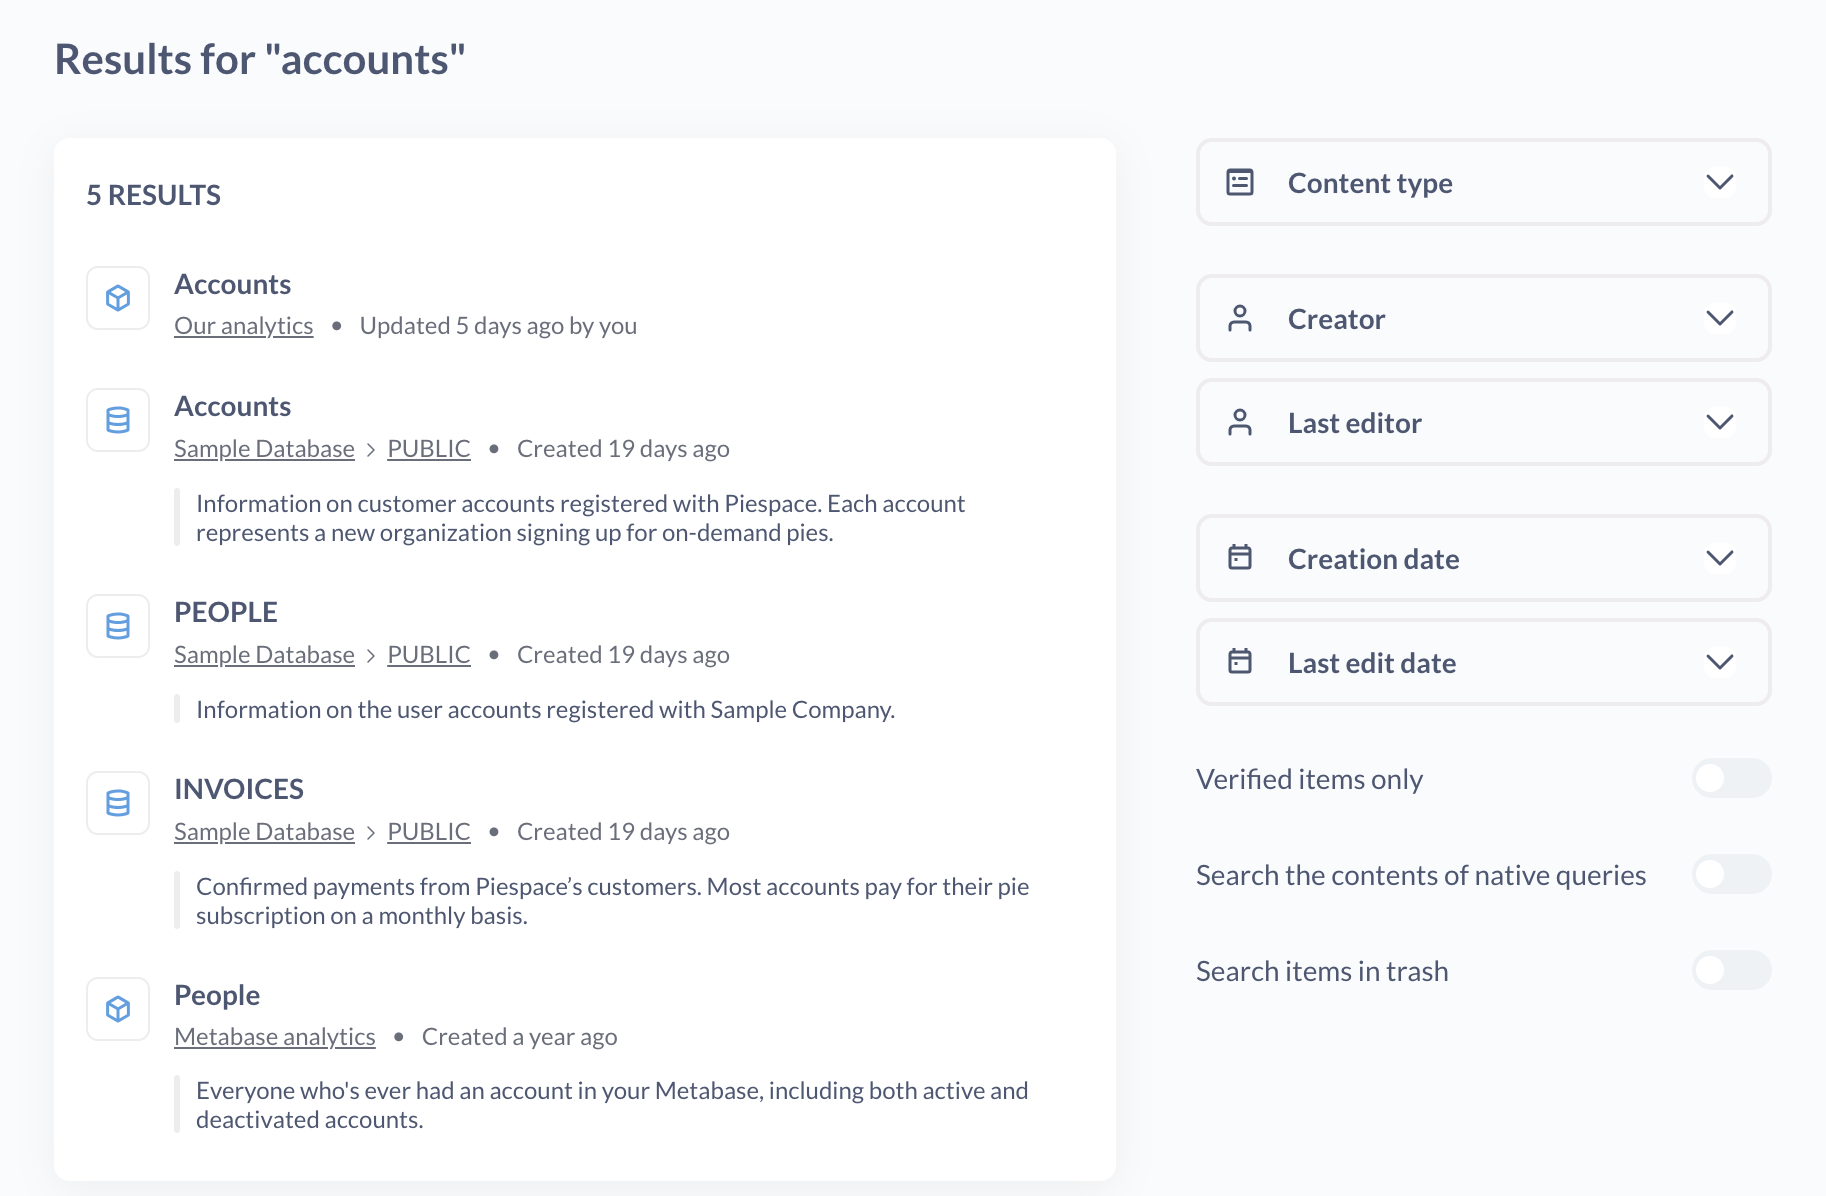 Results for "accounts"
5 RESULTS
Accounts
Our analytics • Updated 5 days ago by you
Accounts
Sample Database > PUBLIC • Created 19 days ago
Information on customer accounts registered with Piespace. Each account
represents a new organization signing up for on-demand pies.
PEOPLE
Sample Database > PUBLIC • Created 19 days ago
Information on the user accounts registered with Sample Company.
INVOICES
Sample Database > PUBLIC • Created 19 days ago
Confirmed payments from Piespace’s customers. Most accounts pay for their pie
subscription on a monthly basis.
People
Metabase analytics • Created a year ago
Everyone who's ever had an account in your Metabase, including both active and
deactivated accounts.
Content type
Creator
Last editor
Creation date
Last edit date
Verified items only
Search the contents of native queries
Search items in trash